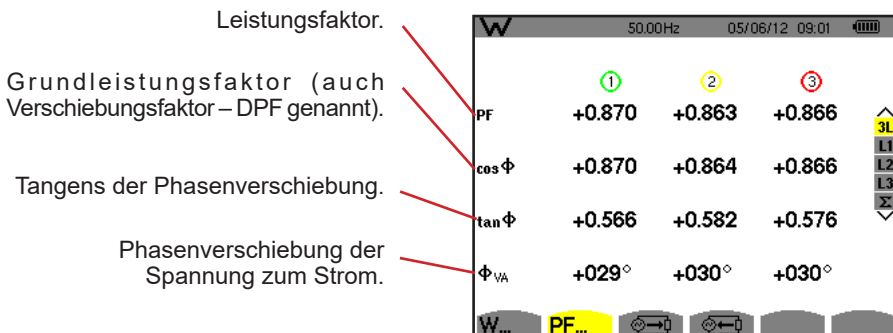 Leistungsfaktor.
Grundleistungsfaktor (auch
Verschiebungsfaktor – DPF genannt).
Tangens der Phasenverschiebung.
Phasenverschiebung der
Spannung zum Strom.
W 50.00Hz 05/06/12 09:01
1 2 3
PF +0.870 +0.863 +0.866
cos Φ +0.870 +0.864 +0.866
tan Φ +0.566 +0.582 +0.576
Φ VA +029° +030° +030°
3L
L1
L2
L3
Σ
W... PF...